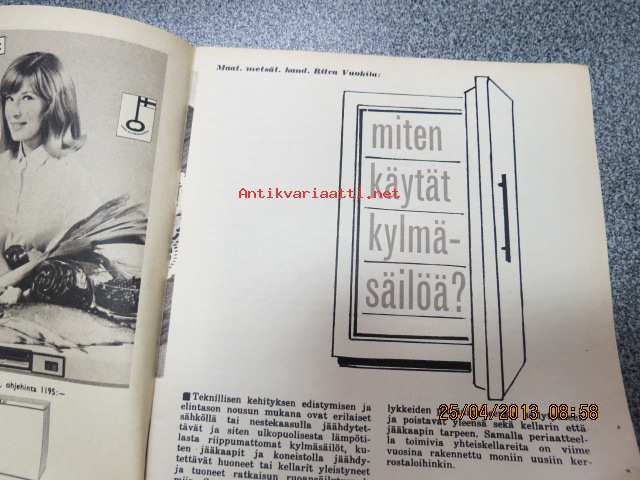 Maat. metsät. kand. Ritva Vuokila:
miten
käytät
kylmä-
säilöä?
Antikvariaatti.net
, ohjehinta 1195:–
Teknillisen kehityksen edistymisen ja
elintason nousun mukana ovat erilaiset
sähköllä tai nestekaasulla jäähdytet-
tävät ja siten ulkopuolisesta lämpöti-
lasta riippumattomat kylmäsäilöt, ku-
ten jääkaapit ja koneistolla jäähdy-
tettävät huoneet tai kellarit yleistyneet
ja tuoneet ratkaisun ruoansäilytysongel-
lykkeiden
ja poistavat yleensä sekä kellarin että
jääkaapin tarpeen. Samalla periaatteel-
la toimivia yhteiskellareita on viime
vuosina rakennettu moniin uusiin ker-
rostaloihinkin.
25/04/2013 08:58